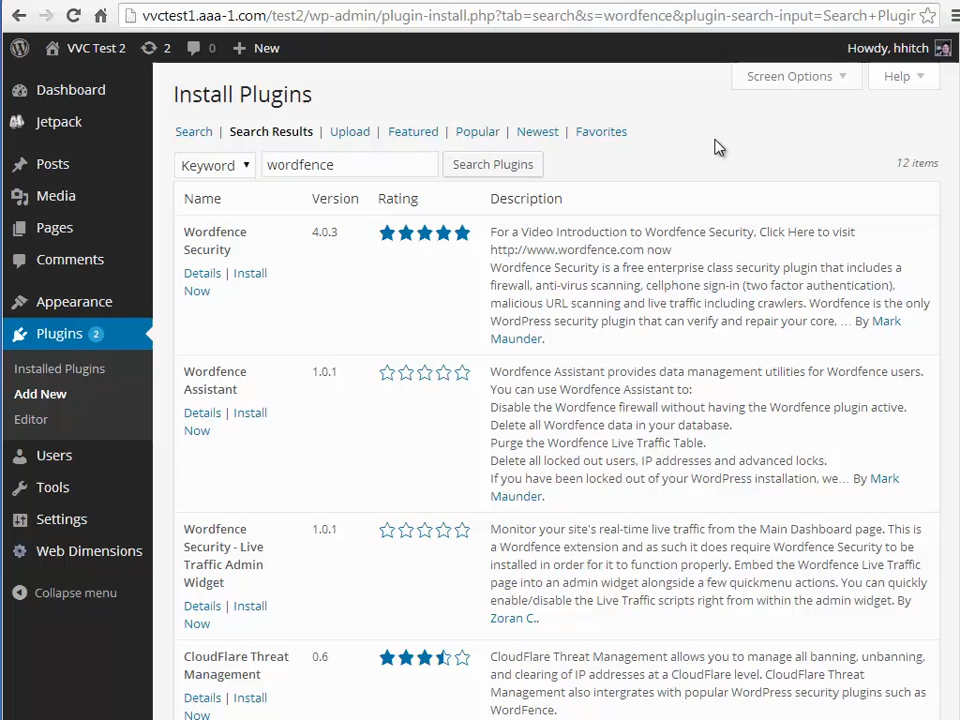 vvctest1.aaa-1.com/test2/wp-admin/plugin-install.php?tab=search&s=wordfence&plugin-search-input=Search+Plugir
VVC Test 2 2 0 New Howdy, hhitch
Dashboard
Jetpack
Posts
Media
Pages
Comments
Appearance
Plugins 2
Installed Plugins
Add New
Editor
Users
Tools
Settings
Web Dimensions
Collapse menu
Screen Options Help
Install Plugins
Search | Search Results | Upload | Featured | Popular | Newest | Favorites
Keyword wordfence Search Plugins 12 items
Name Version Rating Description
Wordfence
Security
Details | Install
Now
4.0.3
For a Video Introduction to Wordfence Security, Click Here to visit
http://www.wordfence.com now
Wordfence Security is a free enterprise class security plugin that includes a
firewall, anti-virus scanning, cellphone sign-in (two factor authentication),
malicious URL scanning and live traffic including crawlers. Wordfence is the only
WordPress security plugin that can verify and repair your core, … By Mark
Maunder.
Wordfence
Assistant
Details | Install
Now
1.0.1
Wordfence Assistant provides data management utilities for Wordfence users.
You can use Wordfence Assistant to:
Disable the Wordfence firewall without having the Wordfence plugin active.
Delete all Wordfence data in your database.
Purge the Wordfence Live Traffic Table.
Delete all locked out users, IP addresses and advanced locks.
If you have been locked out of your WordPress installation, we… By Mark
Maunder.
Wordfence
Security - Live
Traffic Admin
Widget
Details | Install
Now
1.0.1
Monitor your site's real-time live traffic from the Main Dashboard page. This is
a Wordfence extension and as such it does require Wordfence Security to be
installed in order for it to function properly. Embed the Wordfence Live Traffic
page into an admin widget alongside a few quickmenu actions. You can quickly
enable/disable the Live Traffic scripts right from within the admin widget. By
Zoran C..
CloudFlare Threat
Management
Details | Install
Now
0.6
CloudFlare Threat Management allows you to manage all banning, unbanning,
and clearing of IP addresses at a CloudFlare level. CloudFlare Threat
Management also intergrates with popular WordPress security plugins such as
WordFence.